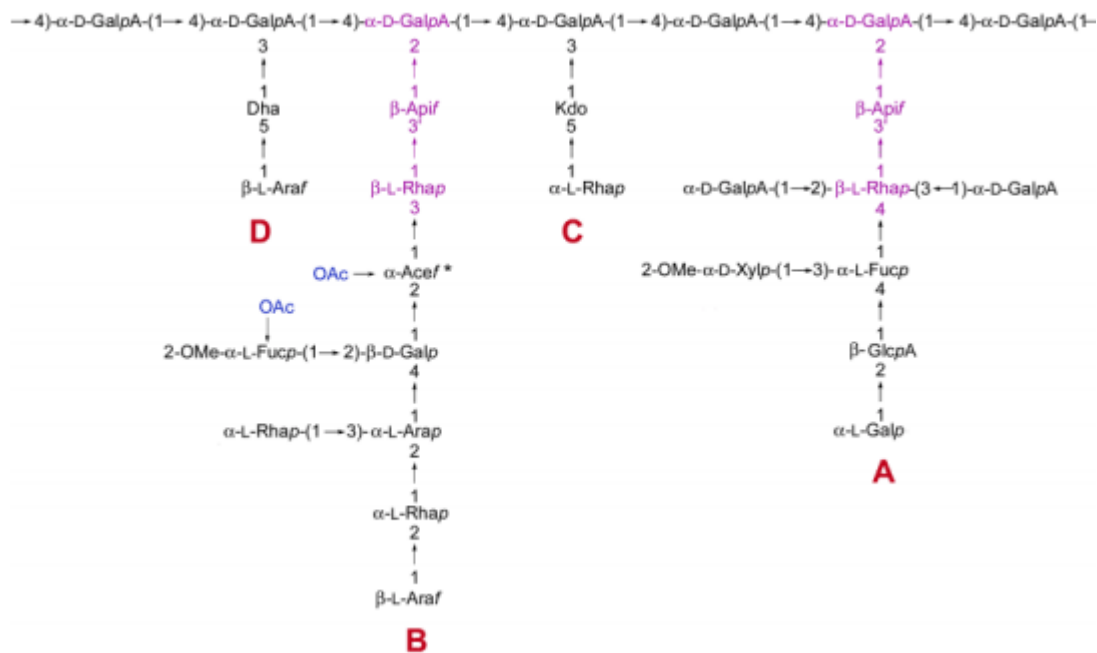 → 4)-α-D-GalpA-(1→ 4)-α-D-GalpA-(1→ 4)-α-D-GalpA-(1→ 4)-α-D-GalpA-(1→ 4)-α-D-GalpA-(1→ 4)-α-D-GalpA-(1→ 4)-α-D-GalpA-(1→
3 2 3 2
↑ ↑ ↑ ↑
1 1 1 1
Dha β-Apif Kdo β-Apif
5 3 5 3
↑ ↑ ↑ ↑
1 1 1 1
β-L-Araf β-L-Rhap α-L-Rhap α-D-GalpA-(1→2)-β-L-Rhap-(3←1)-α-D-GalpA
3 4
D C
↑ ↑
1 1
OAc → α-Acef * 2-OMe-α-D-Xylp-(1→3)-α-L-Fucp
2 4
OAc
↓ ↑ ↑
1 1
2-OMe-α-L-Fucp-(1→ 2)-β-D-Galp β-GlcpA
4 2
↑ ↑
1 1
α-L-Rhap-(1→3)-α-L-Arap α-L-Galp
2
A
↑
1
α-L-Rhap
2
↑
1
β-L-Araf
B